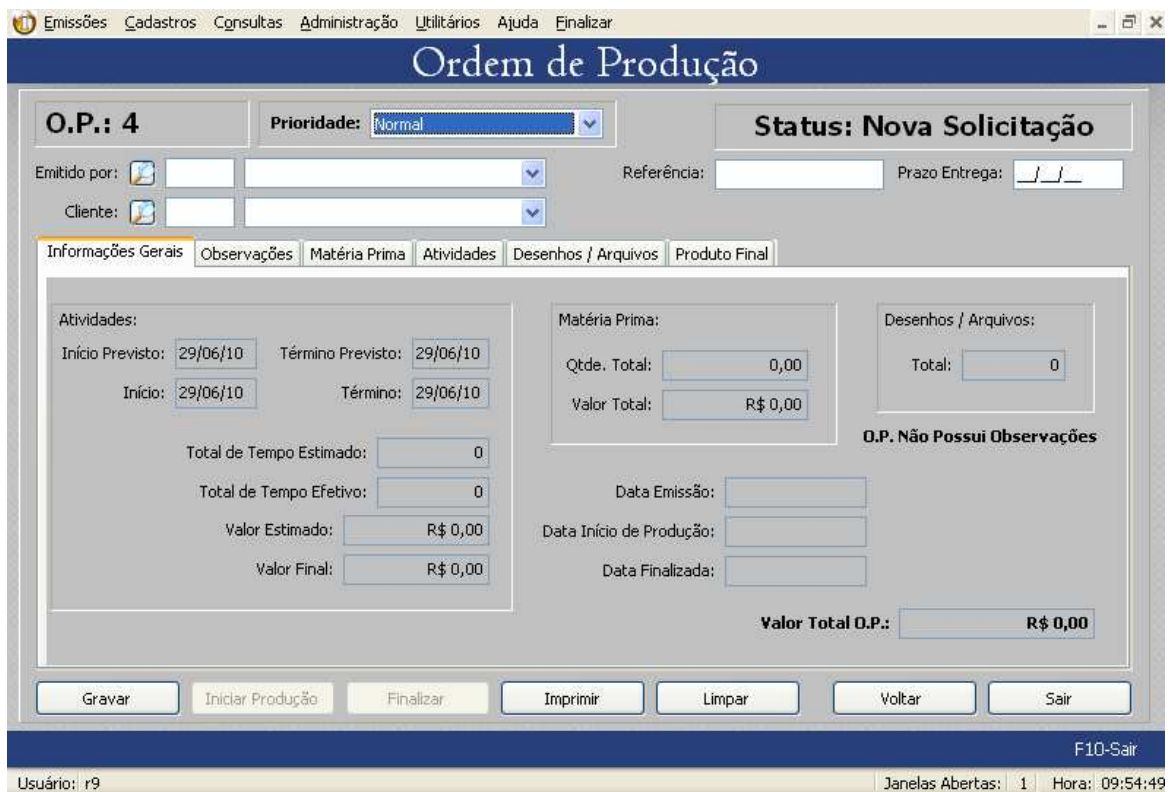 Emissões Cadastros Consultas Administração Utilitários Ajuda Finalizar
Ordem de Produção
O.P.: 4 Prioridade: Normal Status: Nova Solicitação
Emitido por: Referência: Prazo Entrega: __/__/__
Cliente:
Informações Gerais Observações Matéria Prima Atividades Desenhos / Arquivos Produto Final
Atividades: Matéria Prima: Desenhos / Arquivos:
Início Previsto: 29/06/10 Término Previsto: 29/06/10 Qtde. Total: 0,00 Total: 0
Início: 29/06/10 Término: 29/06/10 Valor Total: R$ 0,00
O.P. Não Possui Observações
Total de Tempo Estimado: 0
Total de Tempo Efetivo: 0 Data Emissão:
Valor Estimado: R$ 0,00 Data Início de Produção:
Valor Final: R$ 0,00 Data Finalizada:
Valor Total O.P.: R$ 0,00
Gravar Iniciar Produção Finalizar Imprimir Limpar Voltar Sair
F10-Sair
Usuário: r9 Janelas Abertas: 1 Hora: 09:54:49